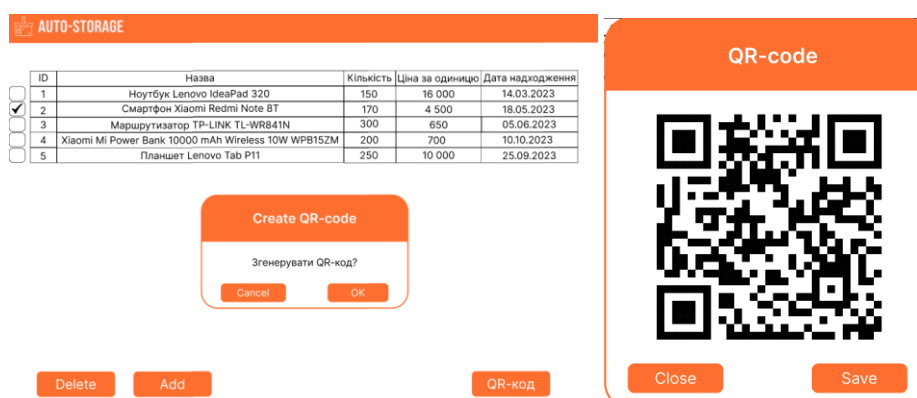 AUTO-STORAGE
ID Назва Кількість Ціна за одиницю Дата надходження
1 Ноутбук Lenovo IdeaPad 320 150 16 000 14.03.2023
2 Смартфон Xiaomi Redmi Note 8T 170 4 500 18.05.2023
3 Маршрутизатор TP-LINK TL-WR841N 300 650 05.06.2023
4 Xiaomi Mi Power Bank 10000 mAh Wireless 10W WPB15ZM 200 700 10.10.2023
5 Планшет Lenovo Tab P11 250 10 000 25.09.2023
Create QR-code
Згенерувати QR-код?
Cancel OK
Delete Add QR-код
QR-code
Close Save